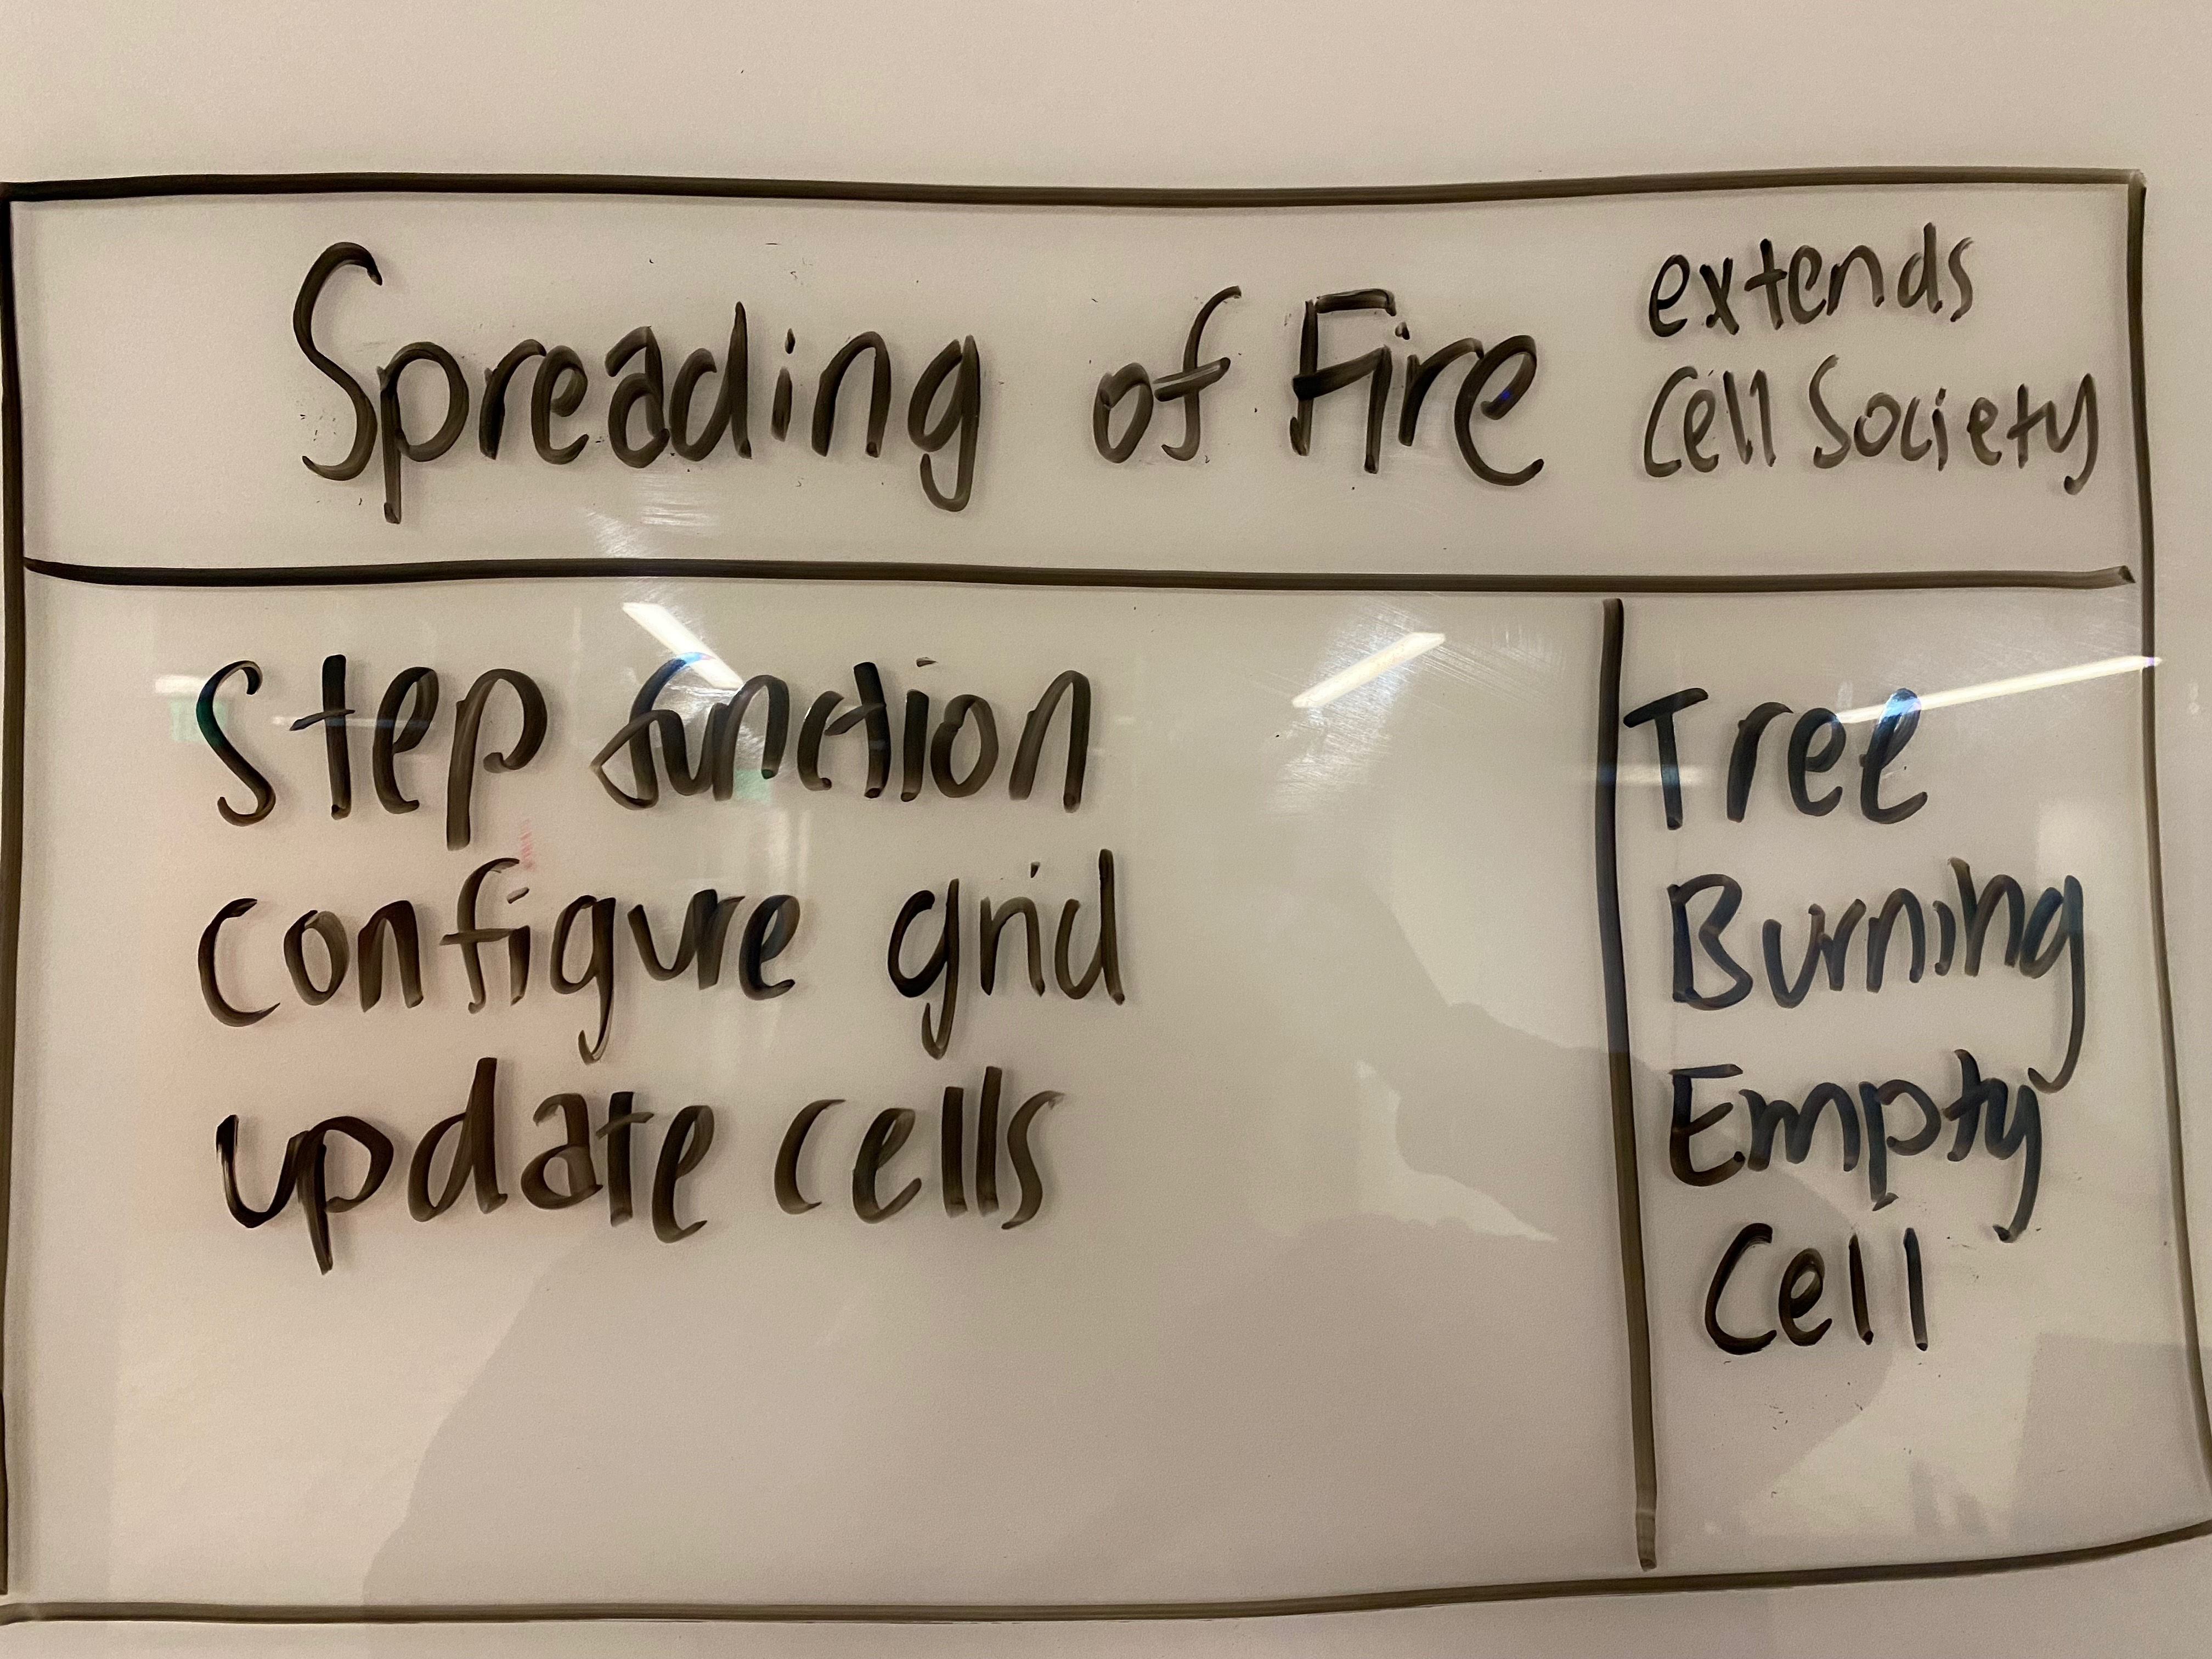 Spreading of Fire
extends
Cell Society
Step function
configure grid
update cells
Tree
Burning
Empty
Cell